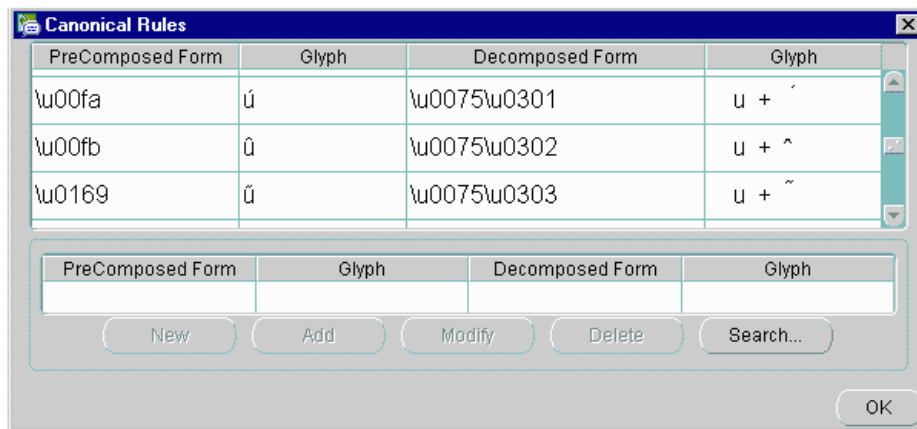 Canonical Rules
PreComposed Form Glyph Decomposed Form Glyph
\u00fa ú \u0075\u0301 u + ´
\u00fb û \u0075\u0302 u + ^
\u0169 ũ \u0075\u0303 u + ˜
PreComposed Form Glyph Decomposed Form Glyph
New Add Modify Delete Search...
OK